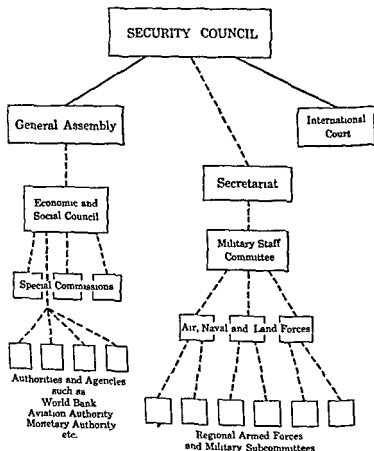 SECURITY COUNCIL
General Assembly
International
Court
Secretariat
Economic and
Social Council
Military Staff
Committee
Special Commissions
Air, Naval and Land Forces
Authorities and Agencies
such as
World Bank
Aviation Authority
Monetary Authority
etc.
Regional Armed Forces
and Military Subcommittees